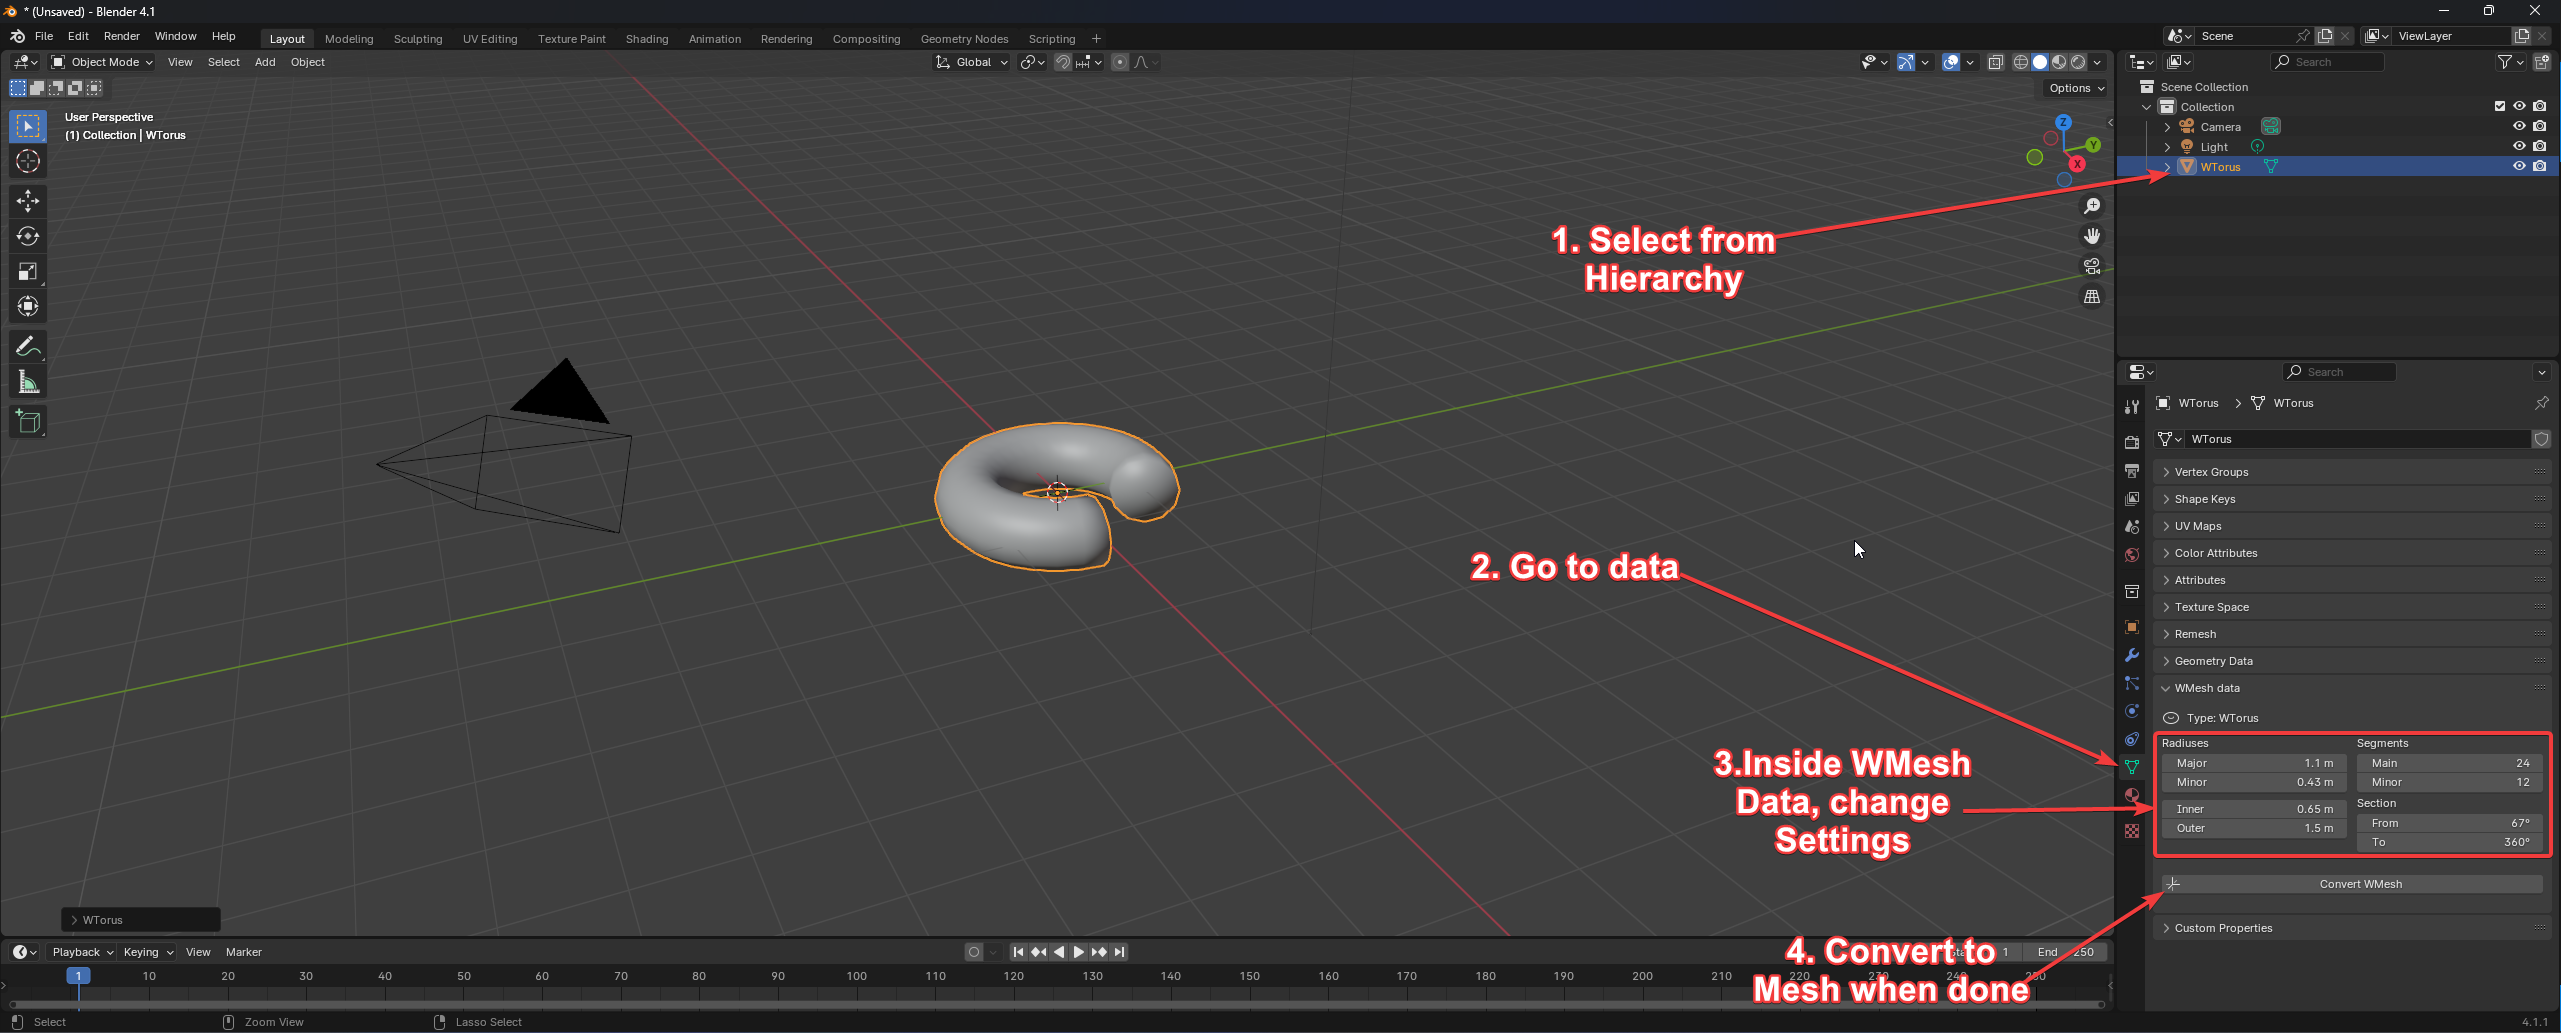 * (Unsaved) - Blender 4.1
File Edit Render Window Help
Layout Modeling Sculpting UV Editing Texture Paint Shading Animation Rendering Compositing Geometry Nodes Scripting +
Scene
ViewLayer
Object Mode View Select Add Object
Global
Search
Options
User Perspective
(1) Collection | WTorus
Z
Y
X
Scene Collection
Collection
Camera
Light
WTorus
1. Select from
Hierarchy
Search
WTorus > WTorus
WTorus
Vertex Groups
Shape Keys
UV Maps
Color Attributes
Attributes
Texture Space
Remesh
Geometry Data
WMesh data
Type: WTorus
2. Go to data
3.Inside WMesh
Data, change
Settings
Radiuses
Major 1.1 m
Minor 0.43 m
Inner 0.65 m
Outer 1.5 m
Segments
Main 24
Minor 12
Section
From 67°
To 360°
Convert WMesh
Custom Properties
4. Convert to
Mesh when done
WTorus
Playback Keying View Marker
1 End 250
1 10 20 30 40 50 60 70 80 90 100 110 120 130 140 150 160 170 180 190 200 210 220 230 240 250
Select Zoom View Lasso Select
4.1.1